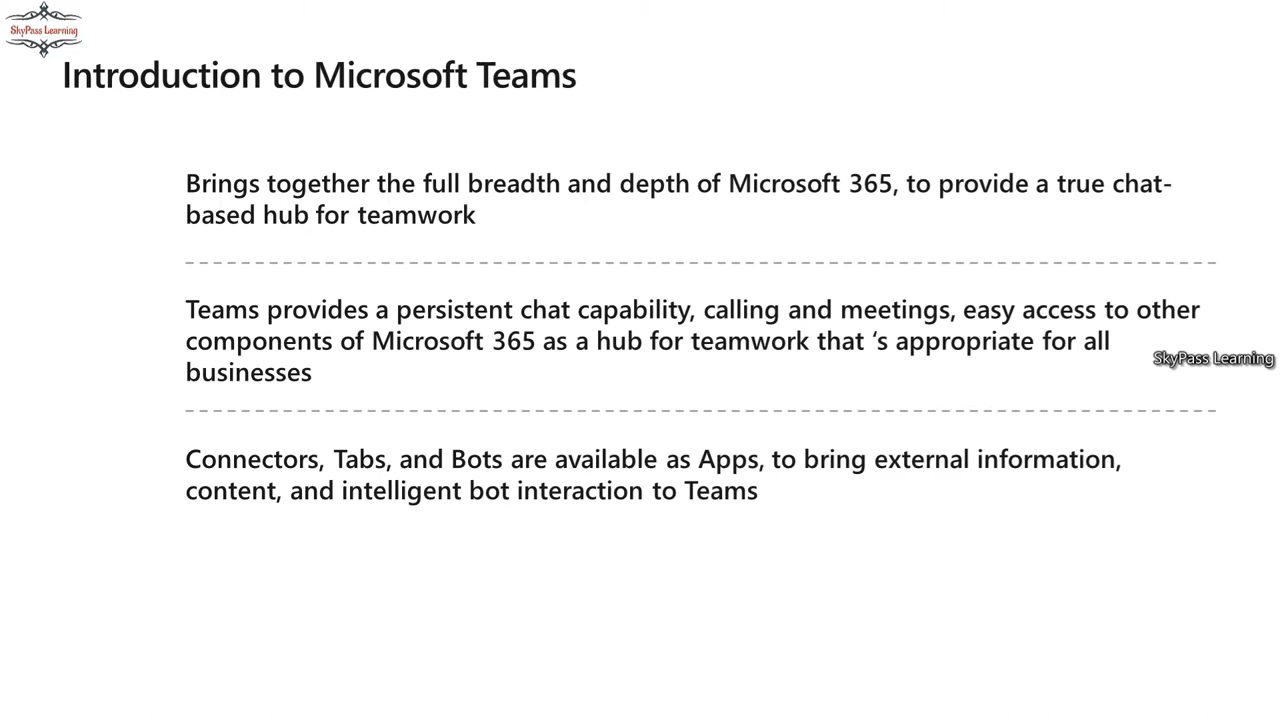 SkyPass Learning
Introduction to Microsoft Teams
Brings together the full breadth and depth of Microsoft 365, to provide a true chat-
based hub for teamwork
Teams provides a persistent chat capability, calling and meetings, easy access to other
components of Microsoft 365 as a hub for teamwork that ‘s appropriate for all
businesses
SkyPass Learning
Connectors, Tabs, and Bots are available as Apps, to bring external information,
content, and intelligent bot interaction to Teams